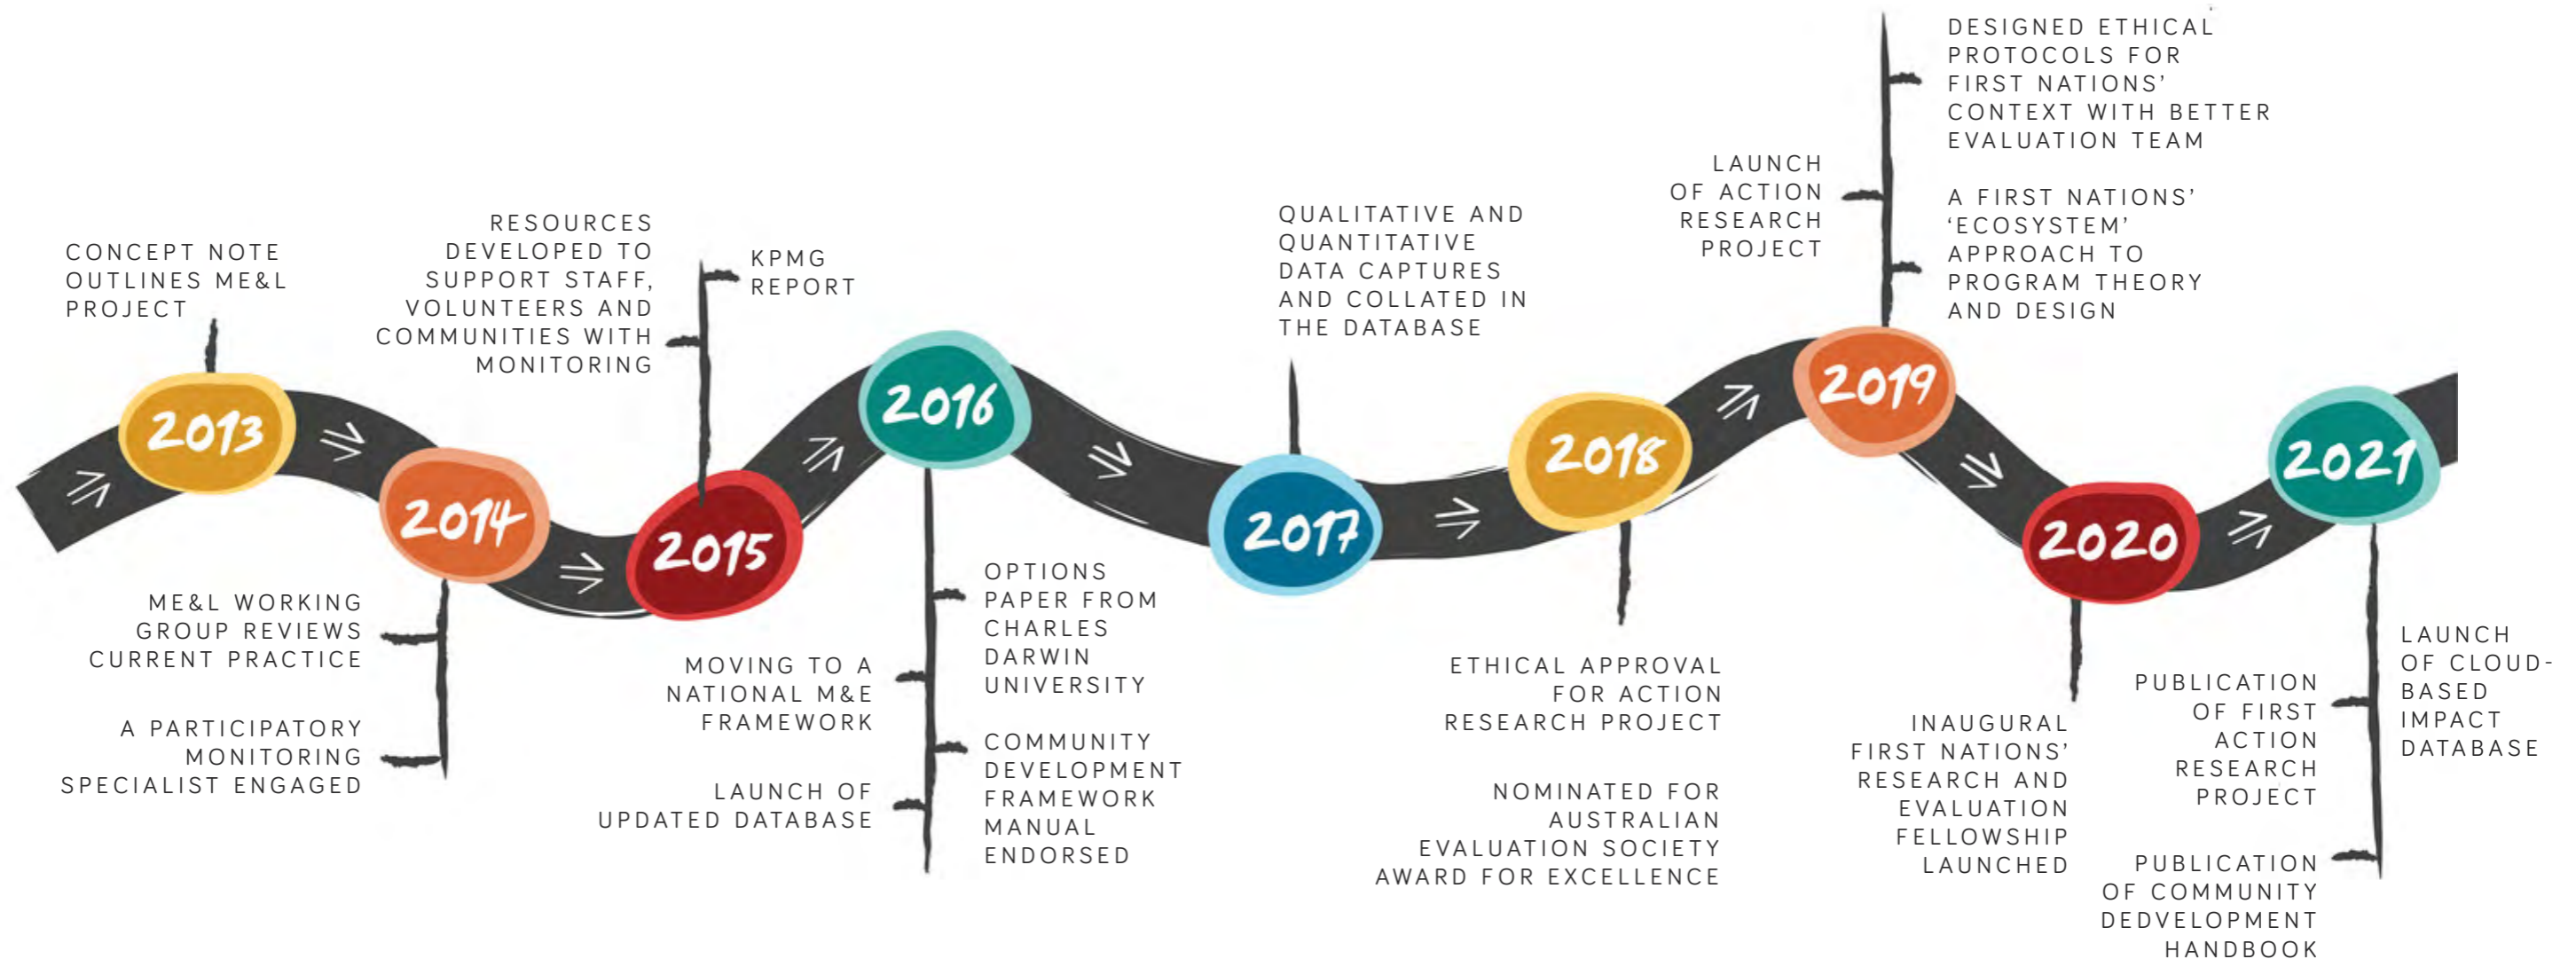 CONCEPT NOTE
OUTLINES ME&L
PROJECT
2013
2014
ME&L WORKING
GROUP REVIEWS
CURRENT PRACTICE
A PARTICIPATORY
MONITORING
SPECIALIST ENGAGED
RESOURCES
DEVELOPED TO
SUPPORT STAFF,
VOLUNTEERS AND
COMMUNITIES WITH
MONITORING
KPMG
REPORT
2015
2016
MOVING TO A
NATIONAL M&E
FRAMEWORK
LAUNCH OF
UPDATED DATABASE
OPTIONS
PAPER FROM
CHARLES
DARWIN
UNIVERSITY
COMMUNITY
DEVELOPMENT
FRAMEWORK
MANUAL
ENDORSED
QUALITATIVE AND
QUANTITATIVE
DATA CAPTURES
AND COLLATED IN
THE DATABASE
2017
2018
ETHICAL APPROVAL
FOR ACTION
RESEARCH PROJECT
NOMINATED FOR
AUSTRALIAN
EVALUATION SOCIETY
AWARD FOR EXCELLENCE
LAUNCH
OF ACTION
RESEARCH
PROJECT
DESIGNED ETHICAL
PROTOCOLS FOR
FIRST NATIONS’
CONTEXT WITH BETTER
EVALUATION TEAM
A FIRST NATIONS’
‘ECOSYSTEM’
APPROACH TO
PROGRAM THEORY
AND DESIGN
2019
2020
INAUGURAL
FIRST NATIONS’
RESEARCH AND
EVALUATION
FELLOWSHIP
LAUNCHED
2021
PUBLICATION
OF FIRST
ACTION
RESEARCH
PROJECT
PUBLICATION
OF COMMUNITY
DEDVELOPMENT
HANDBOOK
LAUNCH
OF CLOUD-
BASED
IMPACT
DATABASE